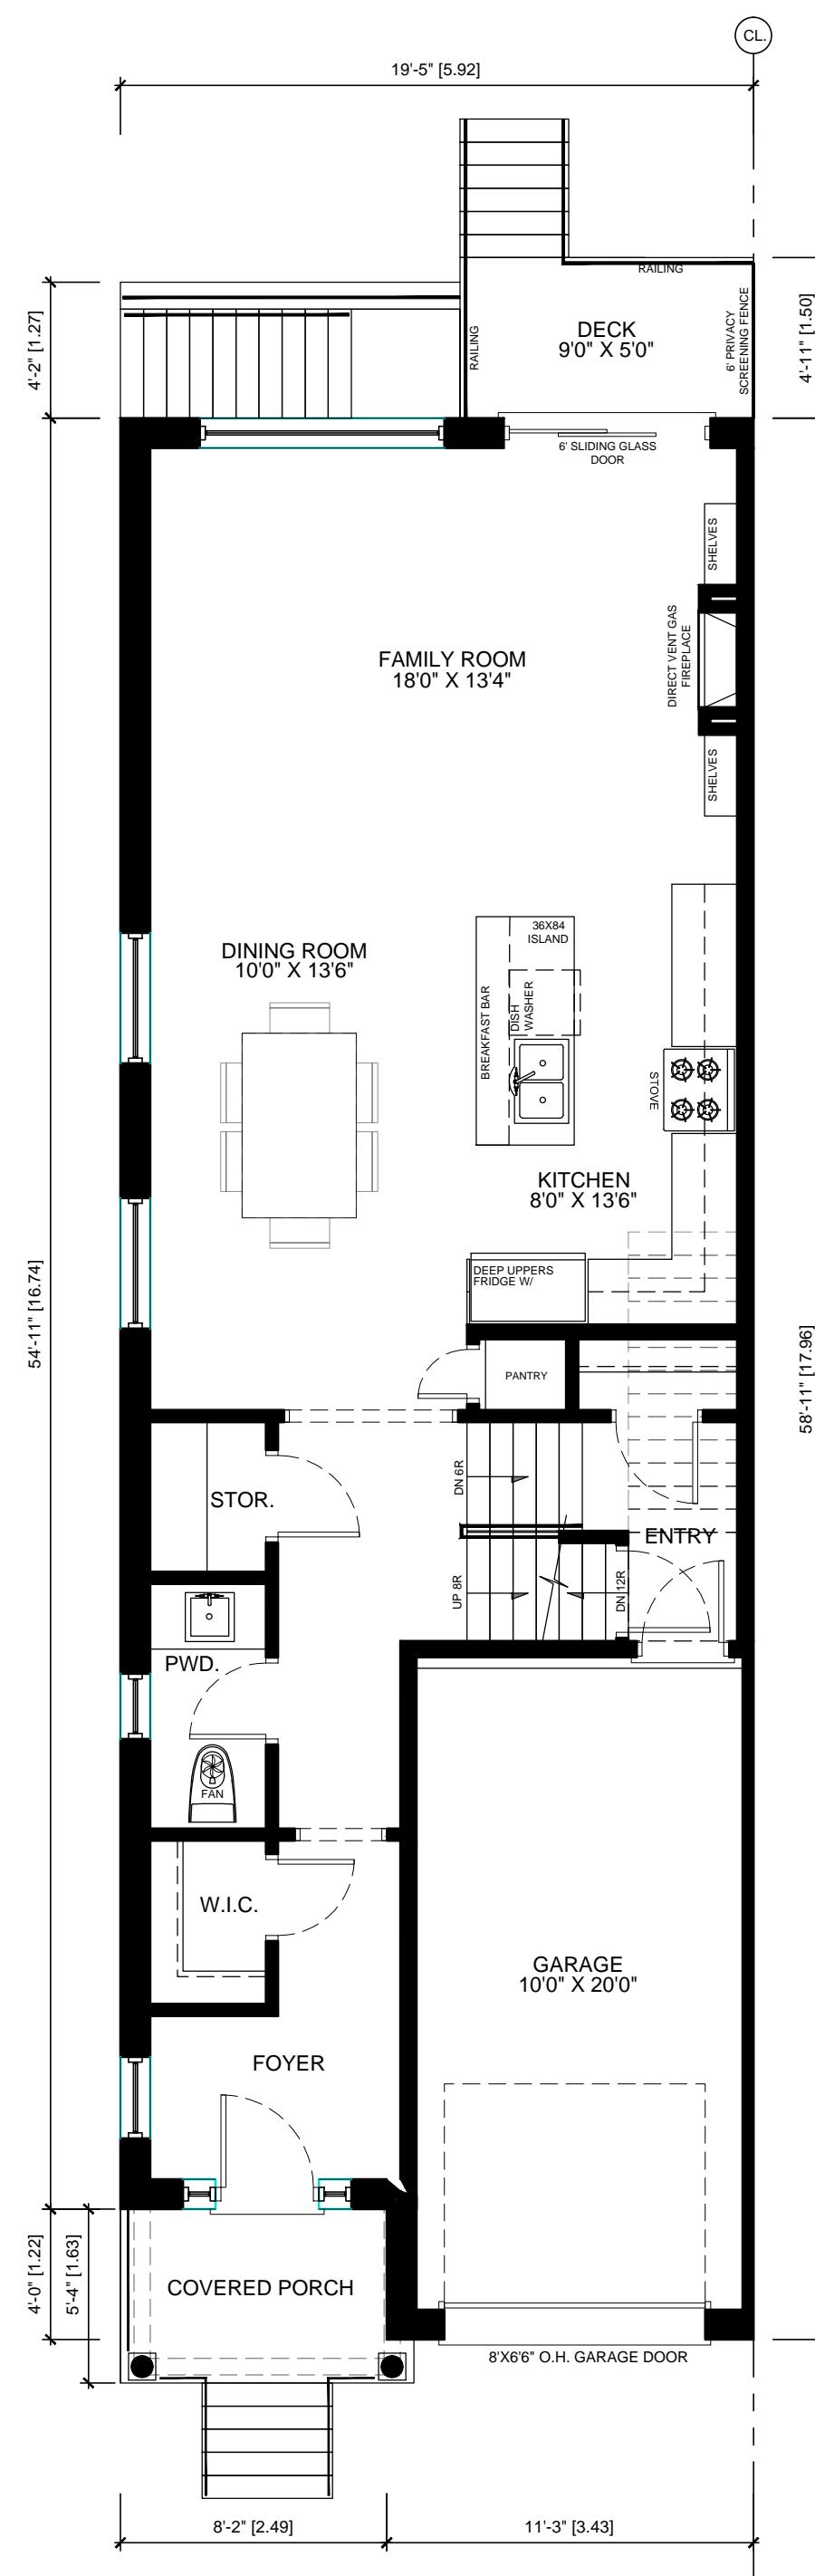 CL.
19'-5" [5.92]
RAILING
4'-2" [1.27]
RAILING
DECK
9'0" X 5'0"
6' PRIVACY
SCREENING FENCE
4'-11" [1.50]
6' SLIDING GLASS
DOOR
SHELVES
FAMILY ROOM
18'0" X 13'4"
DIRECT VENT GAS
FIREPLACE
SHELVES
36X84
ISLAND
DINING ROOM
10'0" X 13'6"
BREAKFAST BAR
DISH
WASHER
STOVE
KITCHEN
8'0" X 13'6"
DEEP UPPERS
FRIDGE W/
54'-11" [16.74]
58'-11" [17.96]
PANTRY
STOR.
DN 6R
ENTRY
UP 8R
DN 12R
PWD.
FAN
W.I.C.
GARAGE
10'0" X 20'0"
FOYER
4'-0" [1.22]
5'-4" [1.63]
COVERED PORCH
8'X6'6" O.H. GARAGE DOOR
8'-2" [2.49]
11'-3" [3.43]